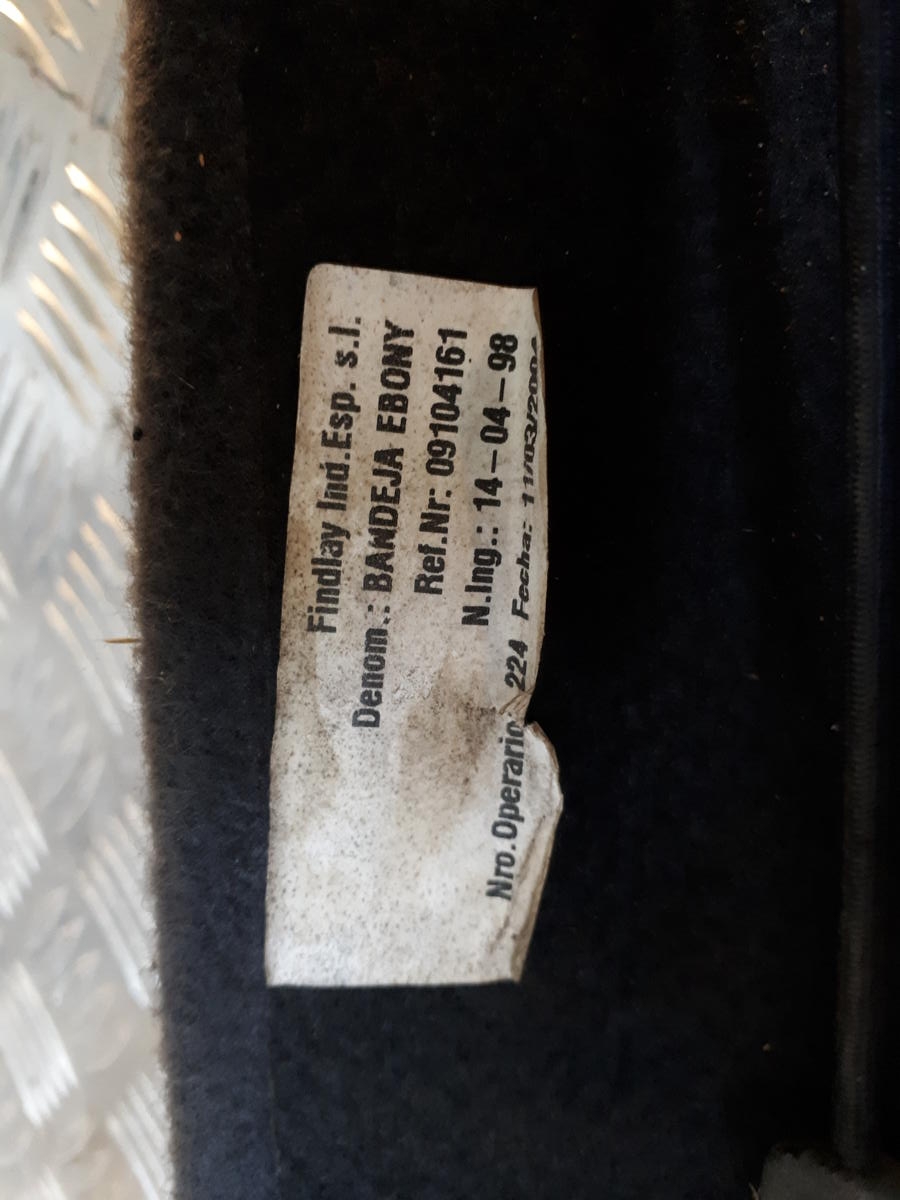 Findlay Ind.Esp. s.l.
Denom.: BANDEJA EBONY
Ref.Nr: 09104161
N.Ing.: 14-04-98
Nro.Operario: 224 Fecha: